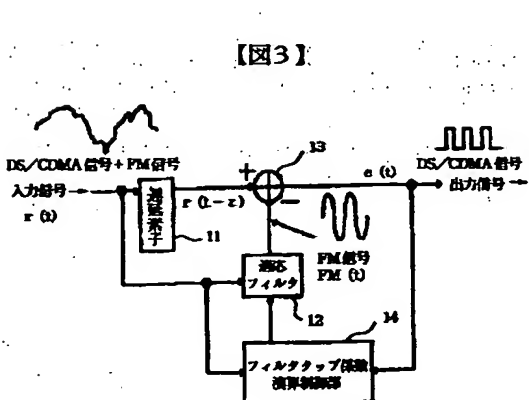 【図3】
DS/CDMA信号+FM信号
入力信号
r(t)
遅延素子
11
r(t-τ)
+
13
−
e(t)
DS/CDMA信号
出力信号
FM信号
FM(t)
適応
フィルタ
12
14
フィルタタップ係数
演算制御部